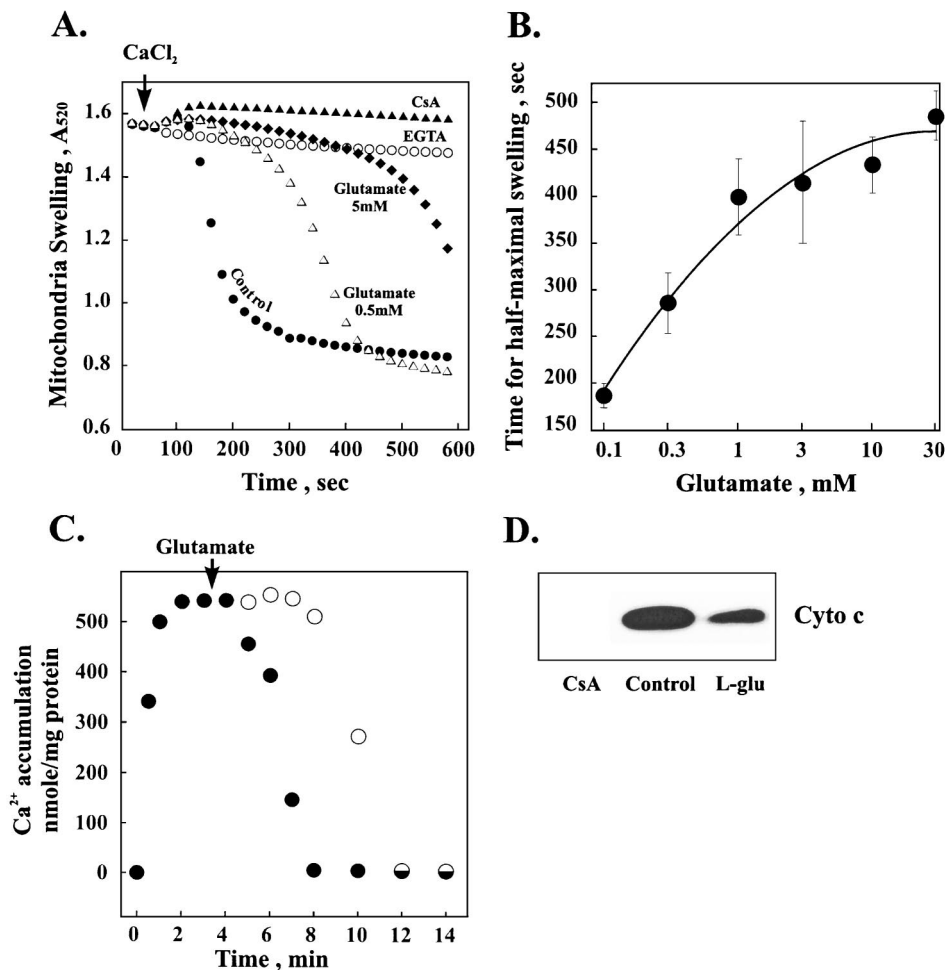 A.
CaCl₂
Mitochondria Swelling , A₅₂₀
1.6
1.4
1.2
1.0
0.8
0.6
CsA
EGTA
Glutamate
5mM
Control
Glutamate
0.5mM
0 100 200 300 400 500 600
Time , sec
B.
Time for half-maximal swelling , sec
500
450
400
350
300
250
200
150
0.1 0.3 1 3 10 30
Glutamate , mM
C.
Glutamate
Ca²⁺ accumulation
nmole/mg protein
500
400
300
200
100
0
0 2 4 6 8 10 12 14
Time , min
D.
Cyto c
CsA Control L-glu